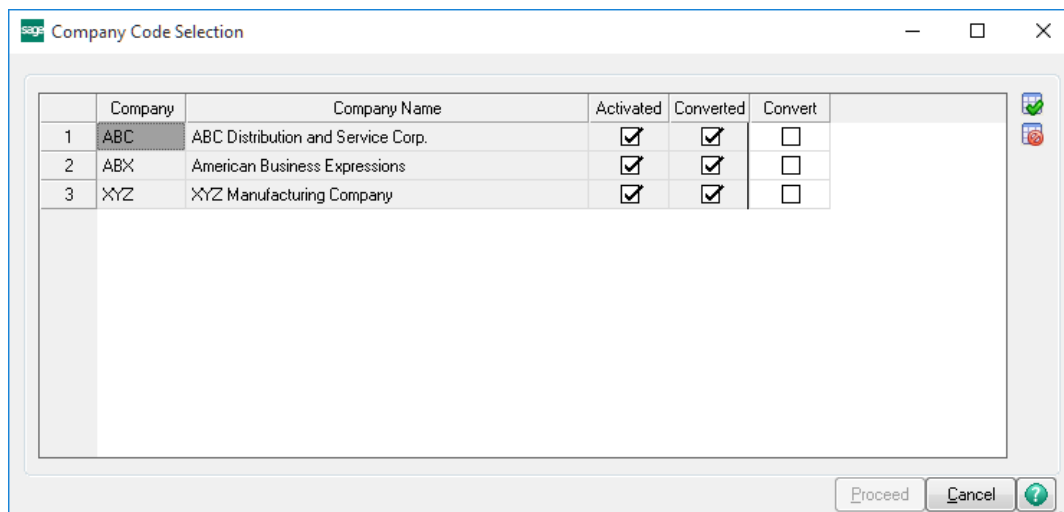 sage Company Code Selection
Company Company Name Activated Converted Convert
1 ABC ABC Distribution and Service Corp.
2 ABX American Business Expressions
3 XYZ XYZ Manufacturing Company
Proceed Cancel ?